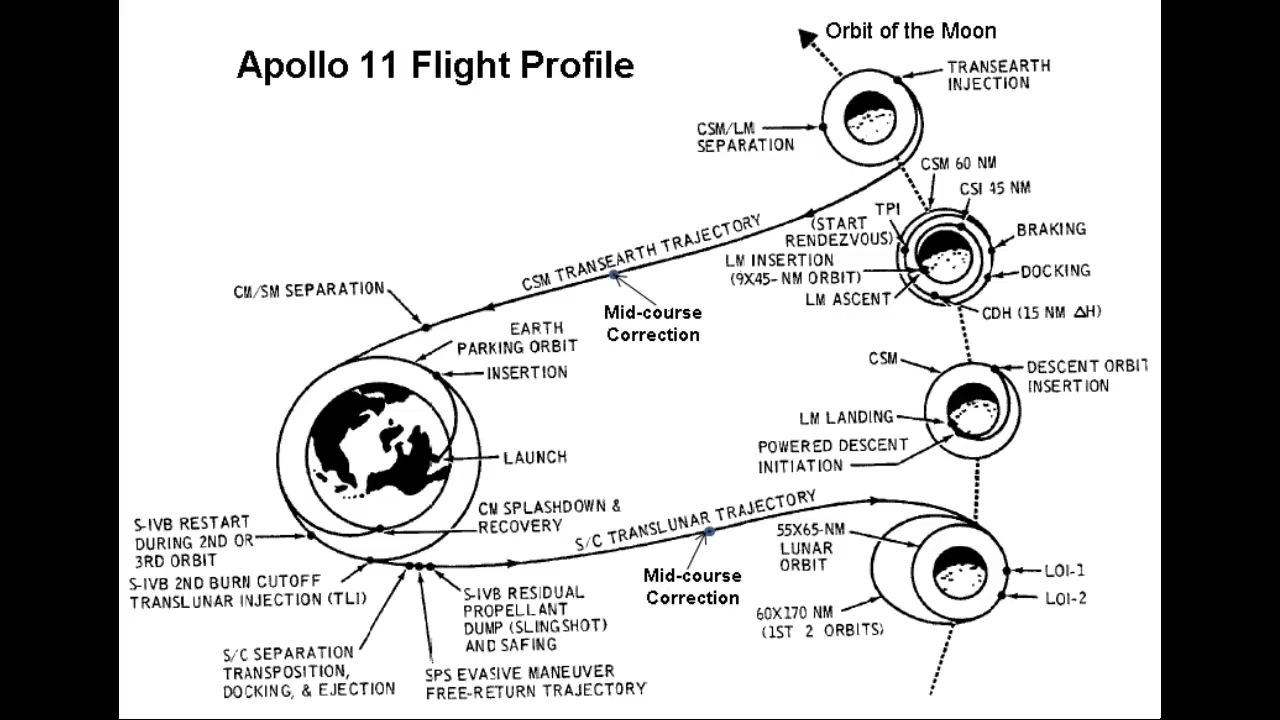 Orbit of the Moon
Apollo 11 Flight Profile
TRANSEARTH
INJECTION
CSM/LM
SEPARATION
CSM 60 NM
CSI 45 NM
TPI
(START
RENDEZVOUS)
BRAKING
LM INSERTION
(9X45-NM ORBIT)
DOCKING
LM ASCENT
CDH (15 NM ΔH)
CSM TRANSEARTH TRAJECTORY
CM/SM SEPARATION
Mid-course
Correction
EARTH
PARKING ORBIT
INSERTION
CSM
DESCENT ORBIT
INSERTION
LM LANDING
POWERED DESCENT
INITIATION
LAUNCH
CM SPLASHDOWN &
RECOVERY
S/C TRANSLUNAR TRAJECTORY
S-IVB RESTART
DURING 2ND OR
3RD ORBIT
55X65-NM
LUNAR
ORBIT
Mid-course
Correction
LOI-1
LOI-2
S-IVB 2ND BURN CUTOFF
TRANSLUNAR INJECTION (TLI)
S-IVB RESIDUAL
PROPELLANT
DUMP (SLINGSHOT)
AND SAFING
60X170 NM
(1ST 2 ORBITS)
S/C SEPARATION
TRANSPOSITION,
DOCKING, & EJECTION
SPS EVASIVE MANEUVER
FREE-RETURN TRAJECTORY